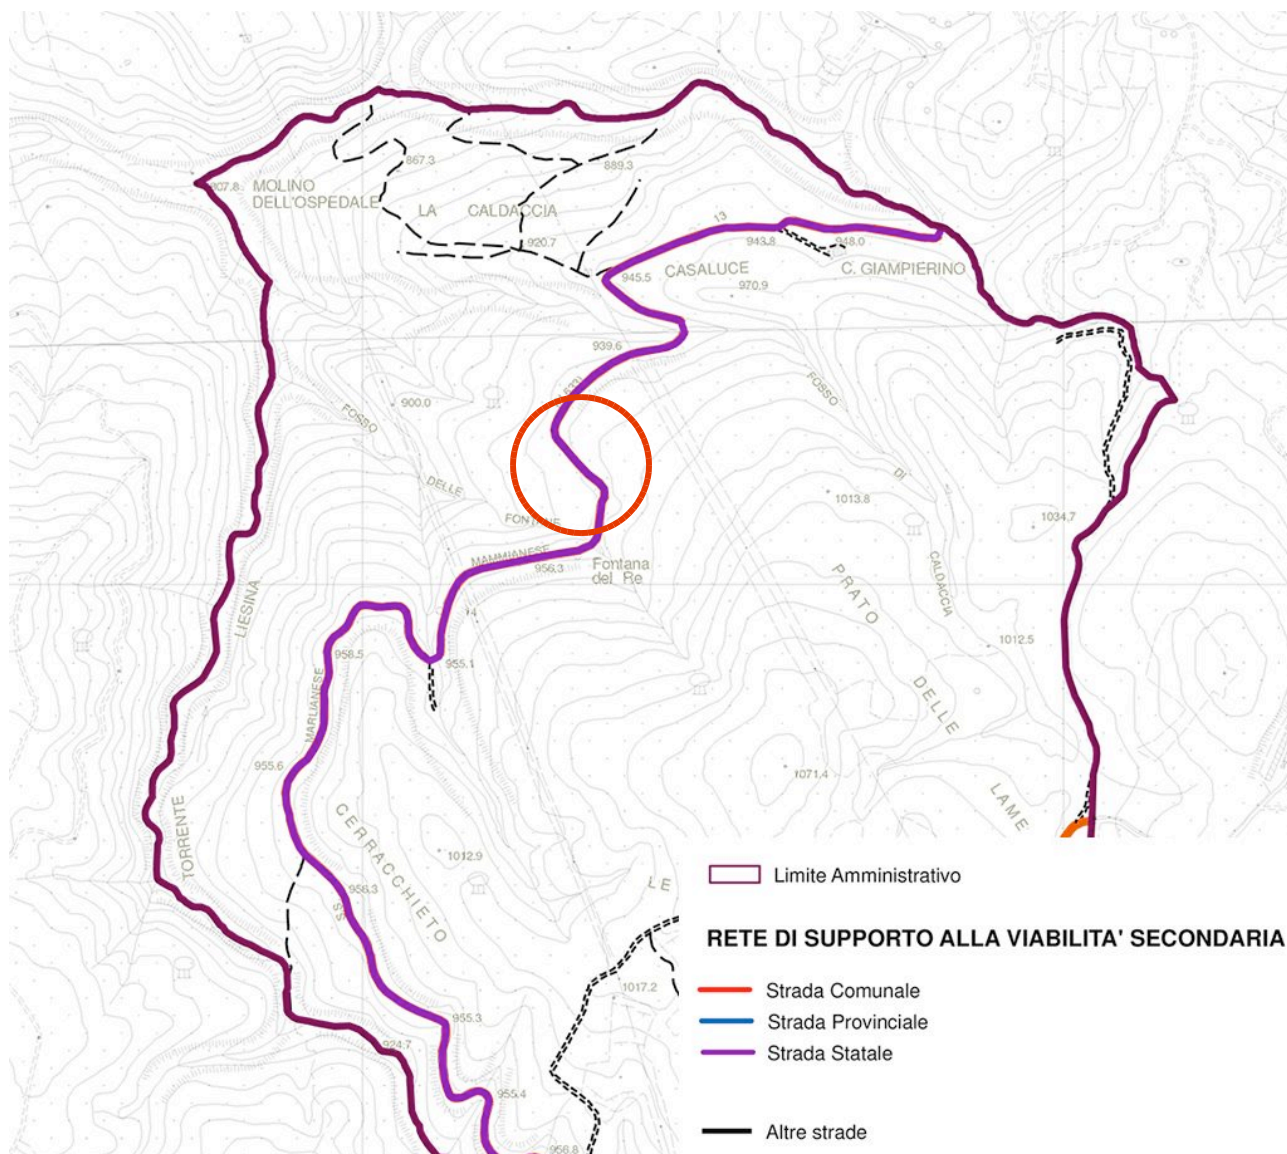 867.3
889.3
807.8
MOLINO
DELL'OSPEDALE
LA CALDACCIA
13
920.7
943.8
948.0
945.5
CASALUCE
C. GIAMPIERINO
970.9
939.6
900.0
FOSSO
FOSSO
DELLE
DI
1013.8
FONTANE
1034.7
MAMMIANESE
956.3
Fontana
del Re
CALDACCIA
PRATO
LIESINA
955.1
958.5
1012.5
DELLE
MARLIANESE
955.6
1071.4
LAME
CERRACCHIETO
TORRENTE
1012.9
LE
956.3
SS
1017.2
955.3
924.7
955.4
956.8
Limite Amministrativo
RETE DI SUPPORTO ALLA VIABILITA' SECONDARIA
Strada Comunale
Strada Provinciale
Strada Statale
Altre strade